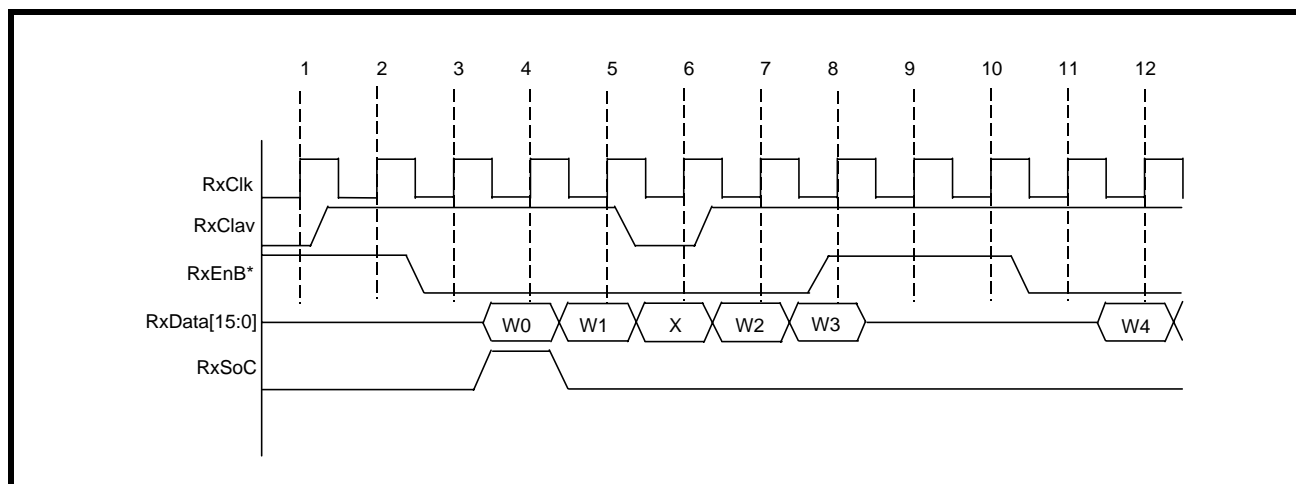 1 2 3 4 5 6 7 8 9 10 11 12
RxClk
RxClav
RxEnB*
RxData[15:0] W0 W1 X W2 W3 W4
RxSoC